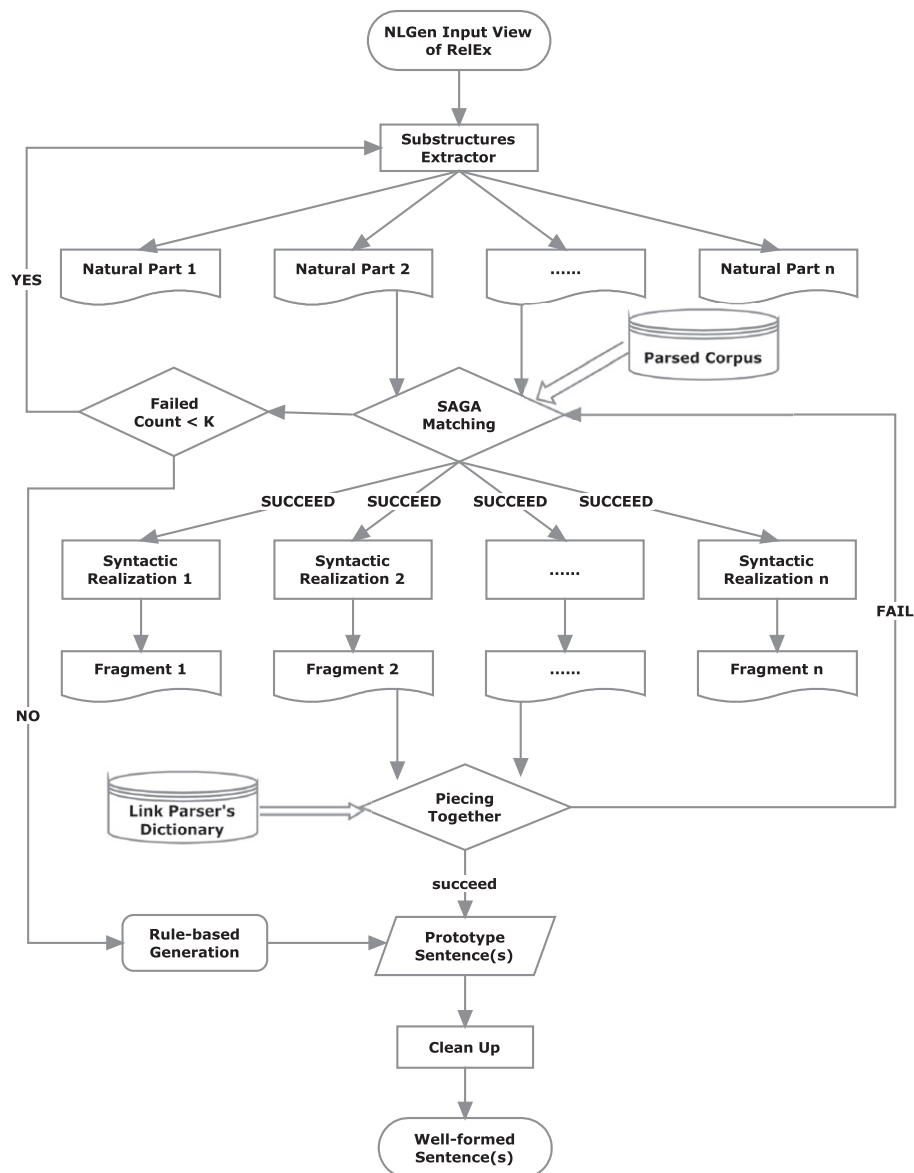 NLGen Input View
of RelEx
Substructures
Extractor
Natural Part 1
Natural Part 2
......
Natural Part n
YES
Parsed Corpus
Failed
Count < K
SAGA
Matching
SUCCEED
SUCCEED
SUCCEED
SUCCEED
Syntactic
Realization 1
Syntactic
Realization 2
......
Syntactic
Realization n
FAIL
Fragment 1
Fragment 2
......
Fragment n
NO
Link Parser's
Dictionary
Piecing
Together
succeed
Rule-based
Generation
Prototype
Sentence(s)
Clean Up
Well-formed
Sentence(s)